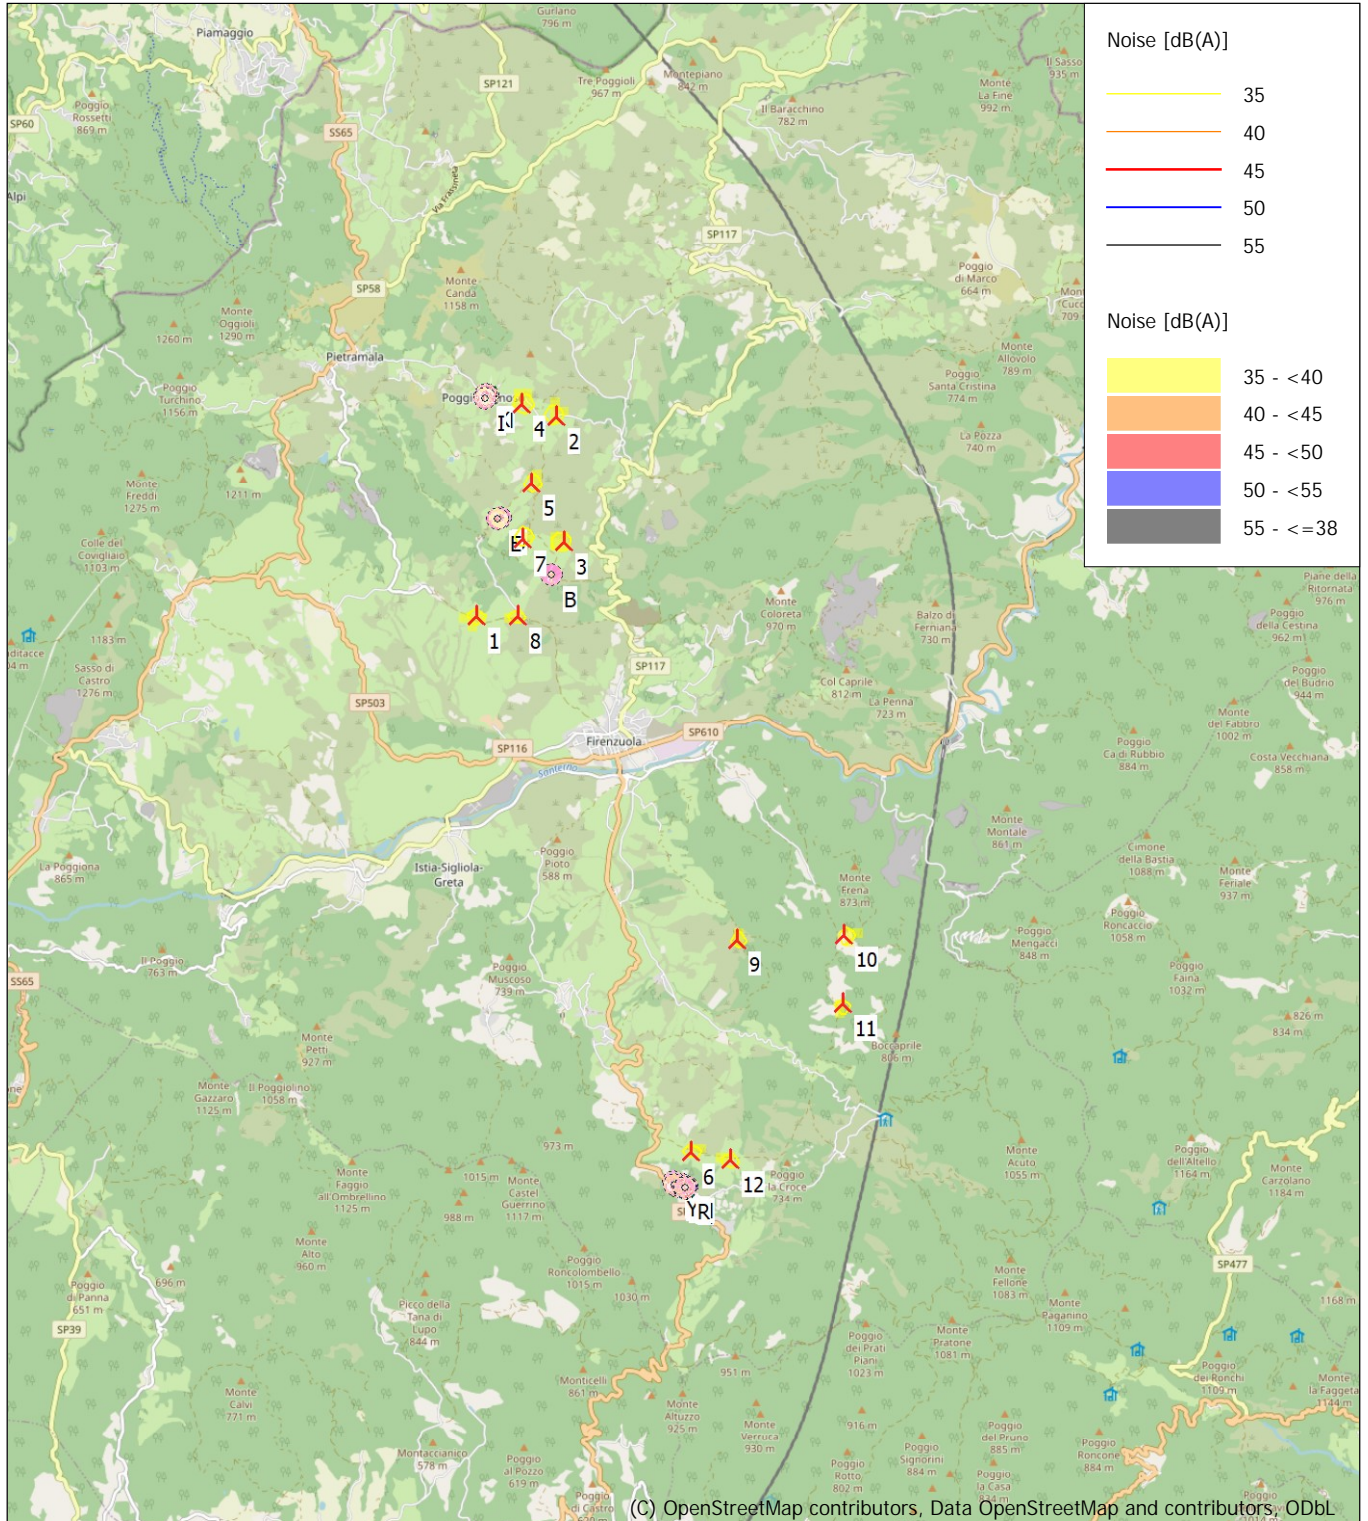 Gurlano
796 m
Piamaggio
Tre Poggioli
967 m
Montepiano
842 m
Monte
La Fine
992 m
Il Sasso
935 m
SP121
Poggio
Rossetti
869 m
SP60
SS65
Il Baracchino
782 m
Alpi
Via Frassineta
SP117
Poggio
di Marco
664 m
SP58
Monte
Canda
1158 m
Monte
Oggioli
1290 m
1260 m
Pietramala
Monte
Allovolo
789 m
Poggio
Turchino
1156 m
Poggio
Santa Cristina
774 m
I
J
4
2
La Pozza
740 m
1211 m
Monte
Freddi
1275 m
5
Colle del
Covigliaio
1103 m
E
7
3
B
Piane della
Ritornata
976 m
Monte
Coloreta
970 m
Balzo di
Ferniana
730 m
Poggio
della Cestina
962 m
1183 m
1
8
Sasso di
Castro
1276 m
SP117
Col Caprile
812 m
La Penna
723 m
Poggio
del Budrio
944 m
SP503
Monte
del Fabbro
1002 m
SP116
Firenzuola
SP610
Santerno
Poggio
Ca di Rubbio
884 m
Costa Vecchiana
858 m
Monte
Montale
861 m
Poggio
Pioto
588 m
La Poggiona
865 m
Istia-Sigliola-
Greta
Cimone
della Bastia
1088 m
Monte
Feriale
937 m
Monte
Frena
873 m
Poggio
Roncaccio
1058 m
Poggio
Mengacci
848 m
9
10
Il Poggio
763 m
Poggio
Muscoso
739 m
Poggio
Faina
1032 m
SS65
826 m
834 m
11
Boccaprile
806 m
Monte
Petti
927 m
Monte
Gazzaro
1125 m
Il Poggiolino
1058 m
973 m
Monte
Acuto
1055 m
Poggio
dell'Altello
1164 m
Monte
Carzolano
1184 m
6
12
Poggio
la Croce
734 m
Monte
Faggio
all'Ombrellino
1125 m
1015 m
Monte
Castel
Guerrino
1117 m
988 m
Y
R
Monte
Alto
960 m
Poggio
Roncolombello
1015 m
Monte
Fellone
1083 m
SP477
696 m
Poggio
di Panna
651 m
1030 m
Monte
Paganino
1109 m
1168 m
SP39
Picco della
Tana di
Lupo
844 m
Poggio
dei Prati
Piani
1023 m
Monte
Pratone
1081 m
Poggio
dei Ronchi
1109 m
Monte
la Faggeta
1144 m
951 m
Monticelli
861 m
Monte
Calvi
771 m
Monte
Altuzzo
925 m
Monte
Verruca
930 m
916 m
Poggio
del Pruno
885 m
Montaccianico
578 m
Poggio
al Pozzo
619 m
Poggio
Signorini
884 m
Poggio
Roncone
884 m
Poggio
Rotto
802 m
Poggio
la Casa
834 m
Poggio
di Castro
Noise [dB(A)]
35
40
45
50
55
Noise [dB(A)]
35 - <40
40 - <45
45 - <50
50 - <55
55 - <=38
(C) OpenStreetMap contributors, Data OpenStreetMap and contributors, ODbL